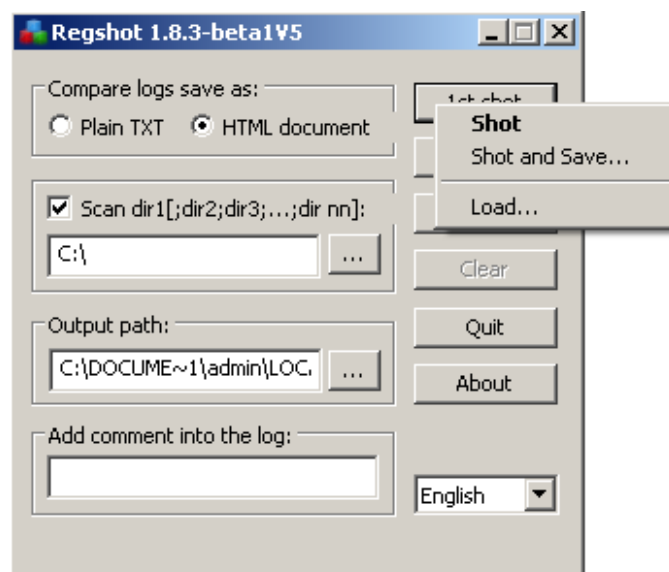 Regshot 1.8.3-beta1V5
Compare logs save as:
Plain TXT
HTML document
1st shot
Shot
Shot and Save...
Load...
Scan dir1[;dir2;dir3;...;dir nn]:
C:\
...
Clear
Output path:
C:\DOCUME~1\admin\LOC
...
Quit
About
Add comment into the log:
English